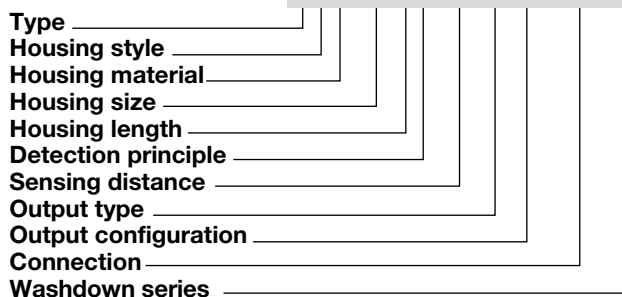 Type
Housing style
Housing material
Housing size
Housing length
Detection principle
Sensing distance
Output type
Output configuration
Connection
Washdown series